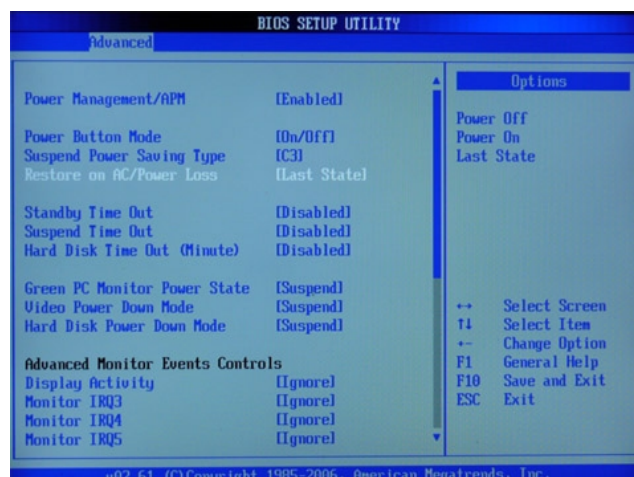 BIOS SETUP UTILITY
Advanced
Power Management/APM [Enabled]
Power Button Mode [On/Off]
Suspend Power Saving Type [C3]
Restore on AC/Power Loss [Last State]
Standby Time Out [Disabled]
Suspend Time Out [Disabled]
Hard Disk Time Out (Minute) [Disabled]
Green PC Monitor Power State [Suspend]
Video Power Down Mode [Suspend]
Hard Disk Power Down Mode [Suspend]
Advanced Monitor Events Controls
Display Activity [Ignore]
Monitor IRQ3 [Ignore]
Monitor IRQ4 [Ignore]
Monitor IRQ5 [Ignore]
Options
Power Off
Power On
Last State
↔ Select Screen
↑↓ Select Item
+- Change Option
F1 General Help
F10 Save and Exit
ESC Exit
v02.61 (C)Copyright 1985-2006, American Megatrends, Inc.